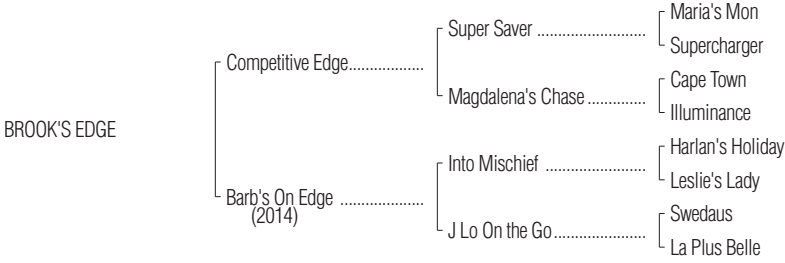 Maria's Mon
Super Saver ..........................
Supercharger
Competitive Edge..................
Cape Town
Magdalena's Chase ..............
Illuminance
BROOK'S EDGE
Harlan's Holiday
Into Mischief ........................
Leslie's Lady
Barb's On Edge ....................
(2014)
Swedaus
J Lo On the Go......................
La Plus Belle